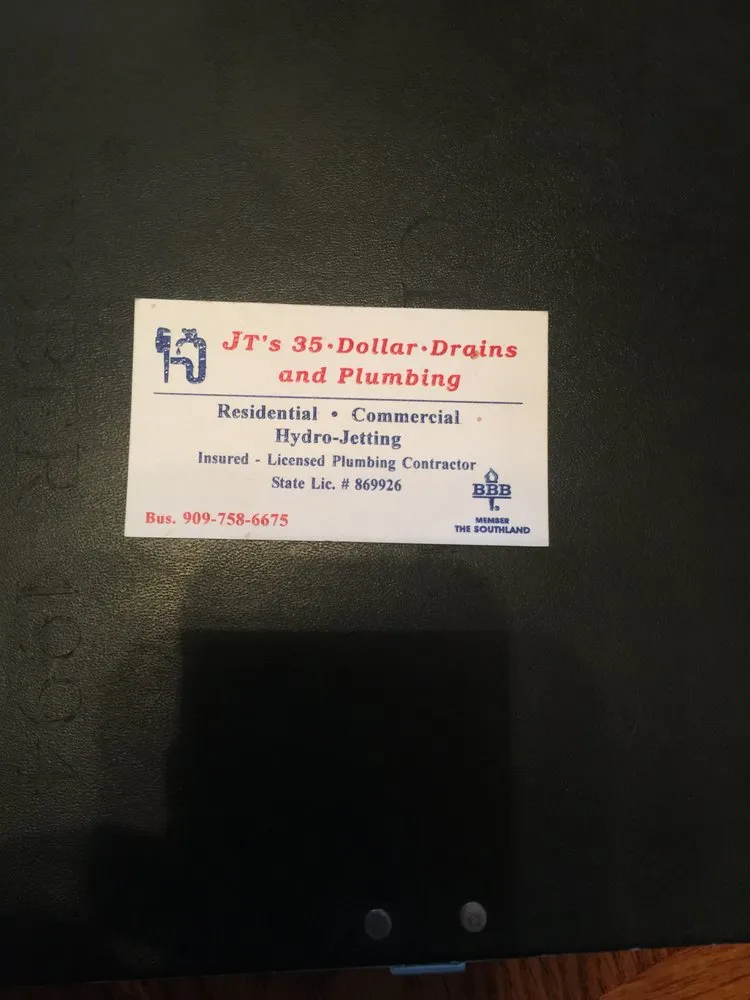 JT's 35•Dollar•Drains
and Plumbing
Residential • Commercial
Hydro-Jetting
Insured - Licensed Plumbing Contractor
State Lic. # 869926
Bus. 909-758-6675
BBB
MEMBER
THE SOUTHLAND
1994